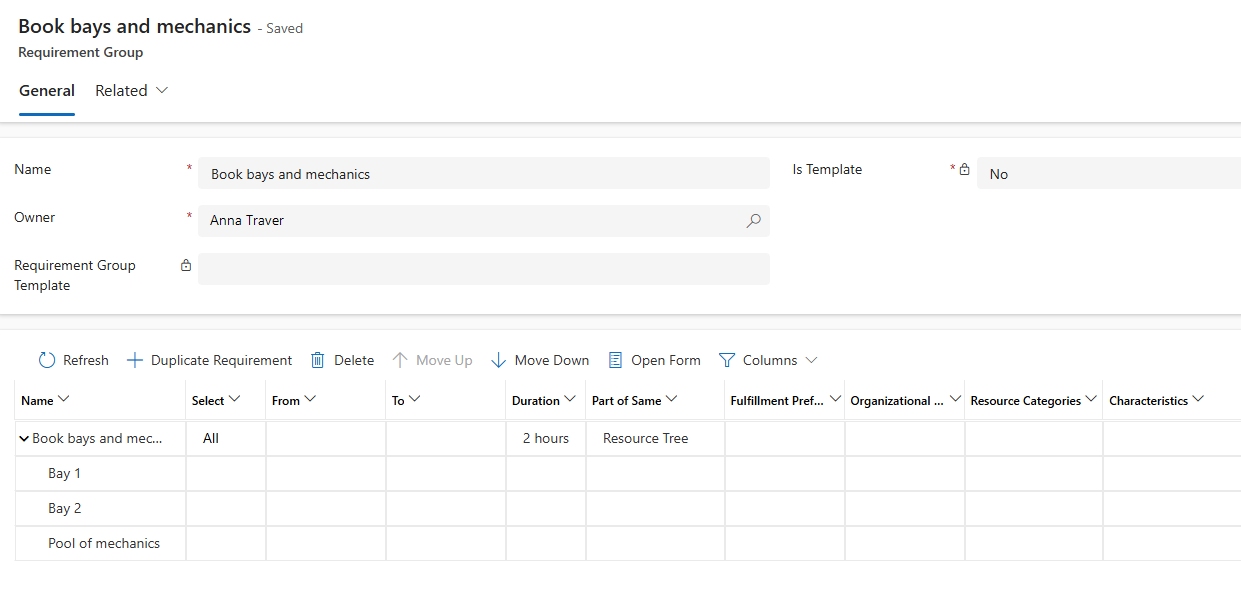 Book bays and mechanics - Saved
Requirement Group
General Related
Name * Book bays and mechanics Is Template * No
Owner * Anna Traver
Requirement Group
Template
Refresh Duplicate Requirement Delete Move Up Move Down Open Form Columns
Name Select From To Duration Part of Same Fulfillment Pref... Organizational ... Resource Categories Characteristics
Book bays and mec... All 2 hours Resource Tree
Bay 1
Bay 2
Pool of mechanics